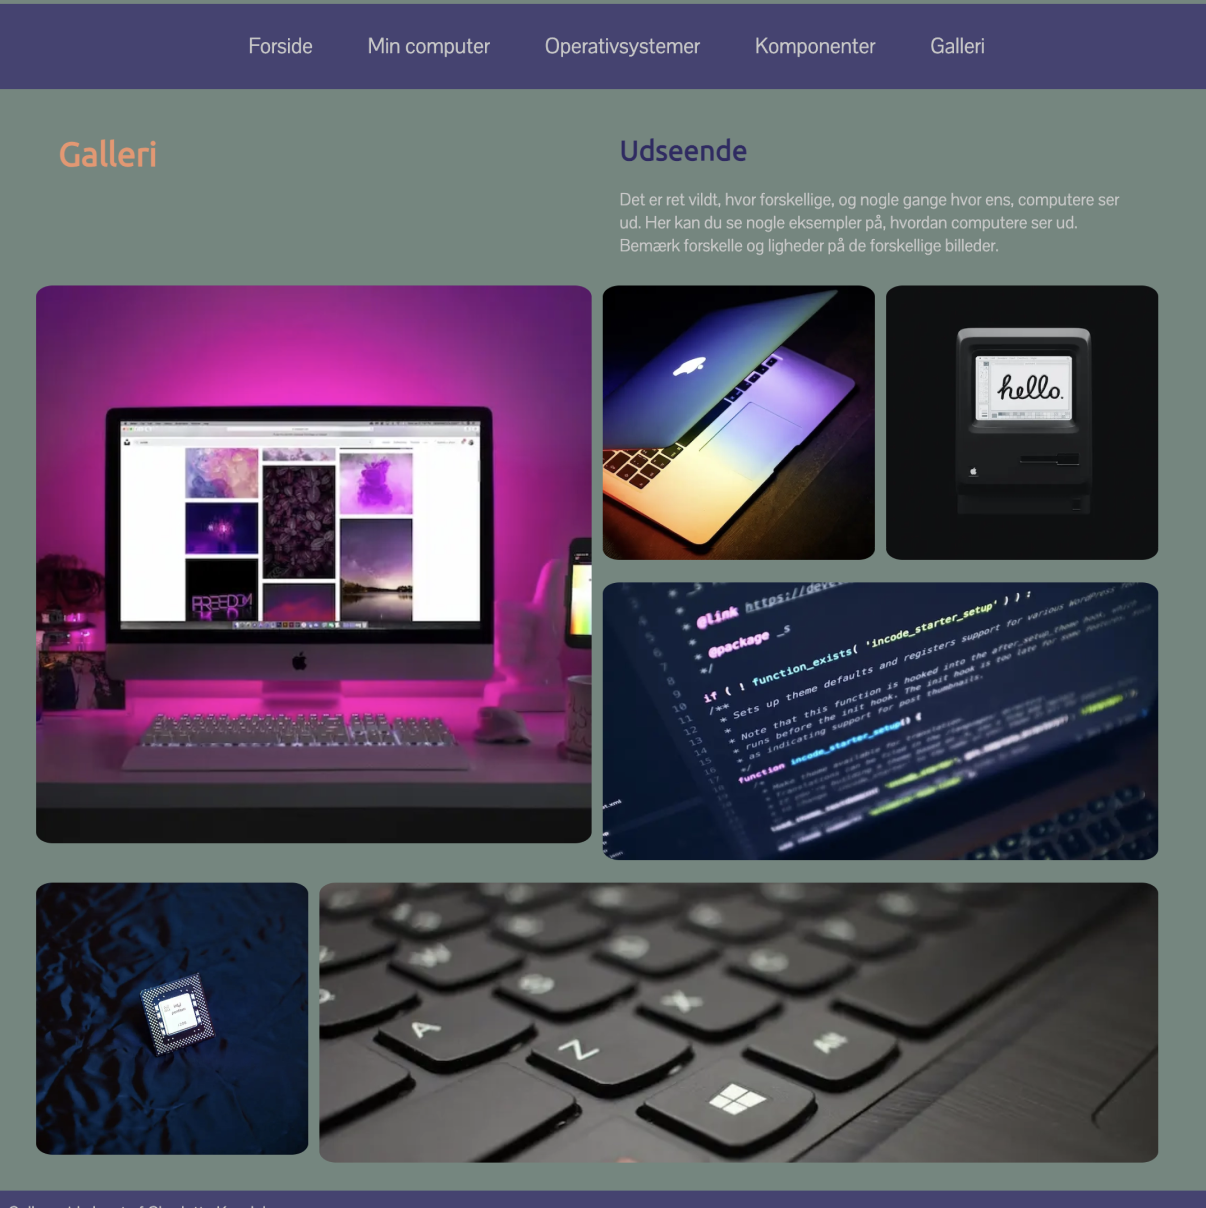 Forside Min computer Operativsystemer Komponenter Galleri
Galleri
Udseende
Det er ret vildt, hvor forskellige, og nogle gange hvor ens, computere ser
ud. Her kan du se nogle eksempler på, hvordan computere ser ud.
Bemærk forskelle og ligheder på de forskellige billeder.
FREEDOM
hello.
* @link https://deve
* @package _s
*/
if ( ! function_exists( 'incode_starter_setup' ) ) :
/**
* Sets up theme defaults and registers support for various WordPress
*
* Note that this function is hooked into the after_setup_theme hook, which
* runs before the init hook. The init hook is too late for some features,
* as indicating support for post thumbnails.
*/
function incode_starter_setup() {
A
Z
X
Alt